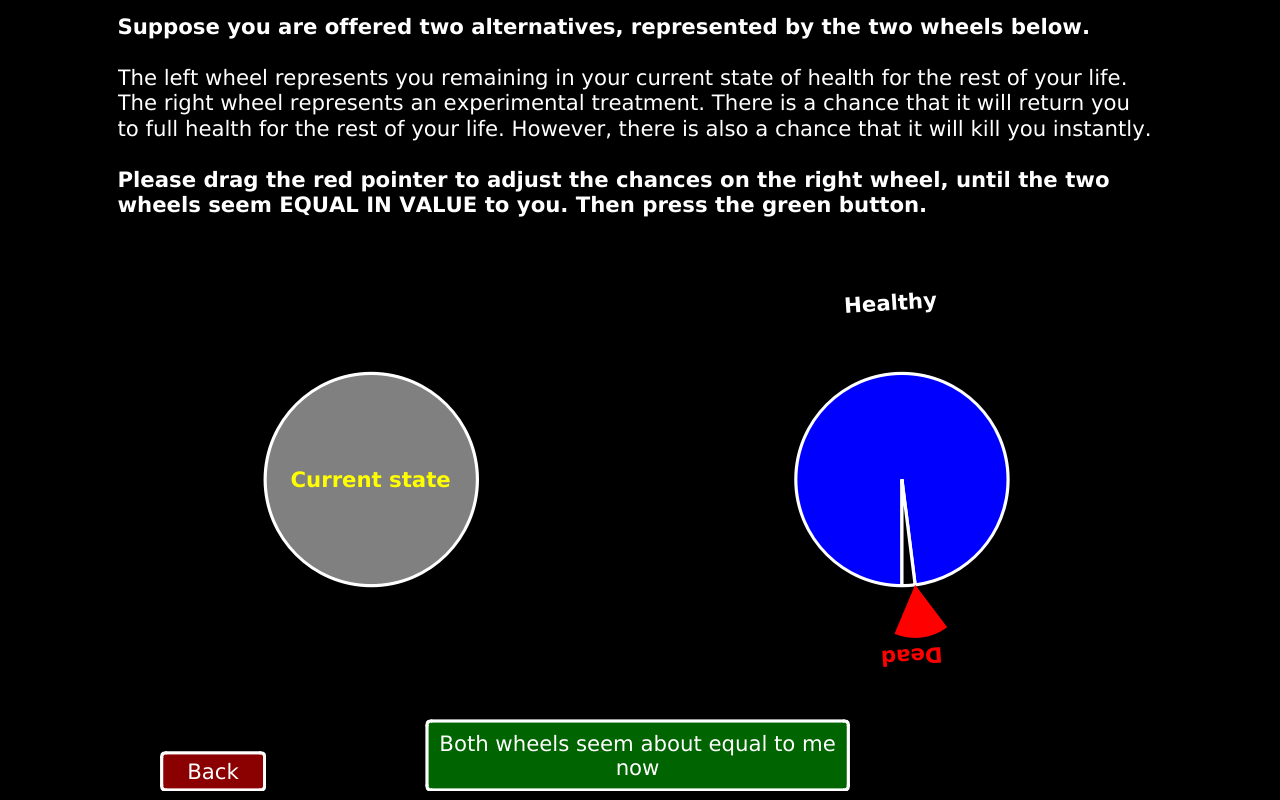 Suppose you are offered two alternatives, represented by the two wheels below.
The left wheel represents you remaining in your current state of health for the rest of your life.
The right wheel represents an experimental treatment. There is a chance that it will return you
to full health for the rest of your life. However, there is also a chance that it will kill you instantly.
Please drag the red pointer to adjust the chances on the right wheel, until the two
wheels seem EQUAL IN VALUE to you. Then press the green button.
Healthy
Current state
Dead
Both wheels seem about equal to me
now
Back